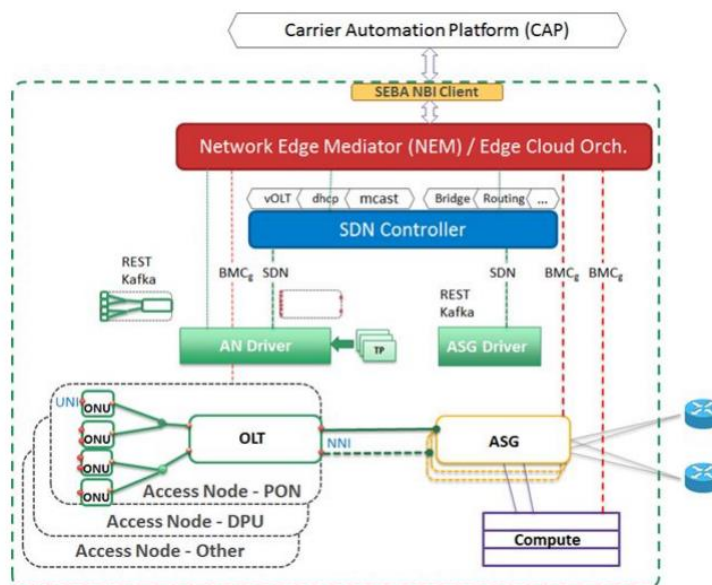 Carrier Automation Platform (CAP)
SEBA NBI Client
Network Edge Mediator (NEM) / Edge Cloud Orch.
vOLT
dhcp
mcast
Bridge
Routing
...
SDN Controller
REST
Kafka
BMCg
SDN
REST
Kafka
SDN
BMCg
BMCg
AN Driver
TP
ASG Driver
UNI
ONU
ONU
ONU
ONU
OLT
NNI
ASG
Access Node - PON
Access Node - DPU
Access Node - Other
Compute